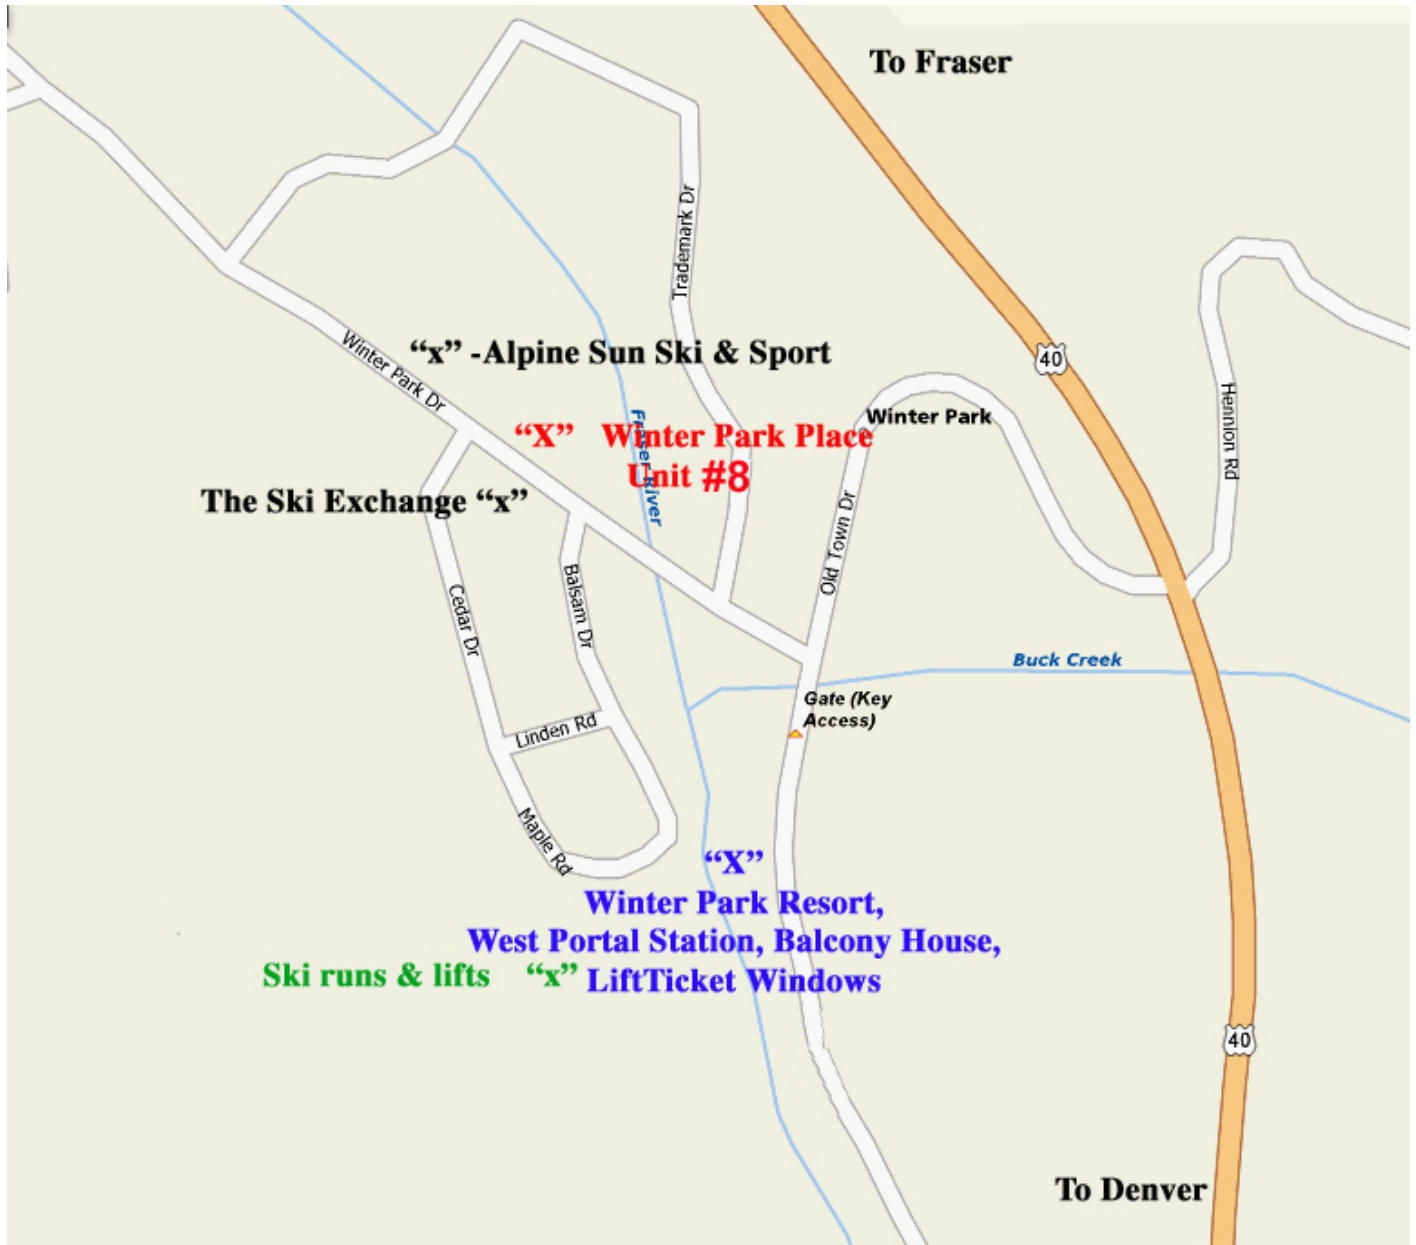 To Fraser
Trademark Dr
Winter Park Dr
“x” -Alpine Sun Ski & Sport
40
Hennion Rd
Winter Park
“X” Winter Park Place
Unit #8
Fraser River
The Ski Exchange “x”
Old Town Dr
Cedar Dr
Balsam Dr
Buck Creek
Gate (Key
Access)
Linden Rd
Maple Rd
“X”
Winter Park Resort,
West Portal Station, Balcony House,
LiftTicket Windows
Ski runs & lifts “x”
40
To Denver